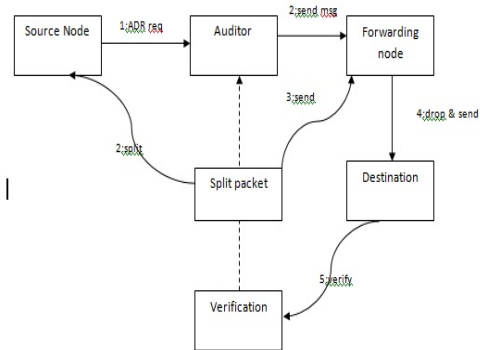 1;ADR req
2;send msg
Source Node
Auditor
Forwarding
node
3;send
4;drop & send
2;split
Split packet
Destination
5;verify
Verification